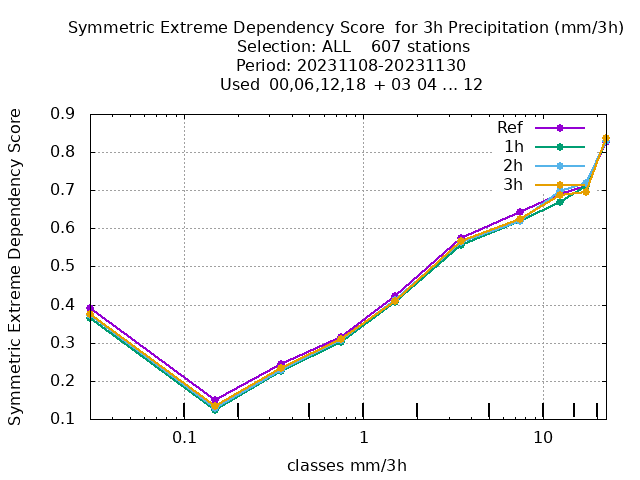 Symmetric Extreme Dependency Score  for 3h Precipitation (mm/3h)
Selection: ALL    607 stations
Period: 20231108-20231130
Used  00,06,12,18  + 03 04 ... 12
Symmetric Extreme Dependency Score
0.9
0.8
0.7
0.6
0.5
0.4
0.3
0.2
0.1
Ref
1h
2h
3h
0.1
1
10
classes mm/3h